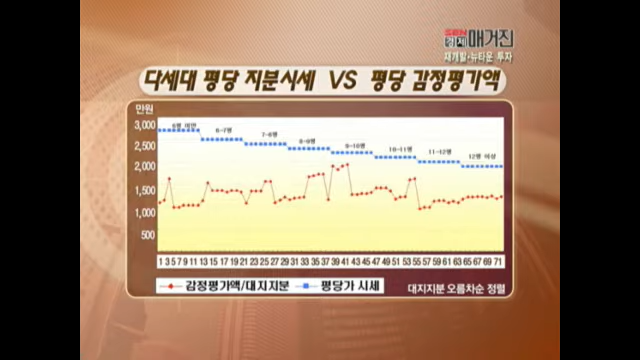 SBN
경제 매거진
재개발·뉴타운 투자
다세대 평당 지분시세 VS 평당 감정평가액
만원
3,000
2,500
2,000
1,500
1,000
500
6평 미만
6~7평
7~8평
8~9평
9~10평
10~11평
11~12평
12평 이상
1 3 5 7 9 11 13 15 17 19 21 23 25 27 29 31 33 35 37 39 41 43 45 47 49 51 53 55 57 59 61 63 65 67 69 71
감정평가액/대지지분 평당가 시세
대지지분 오름차순 정렬